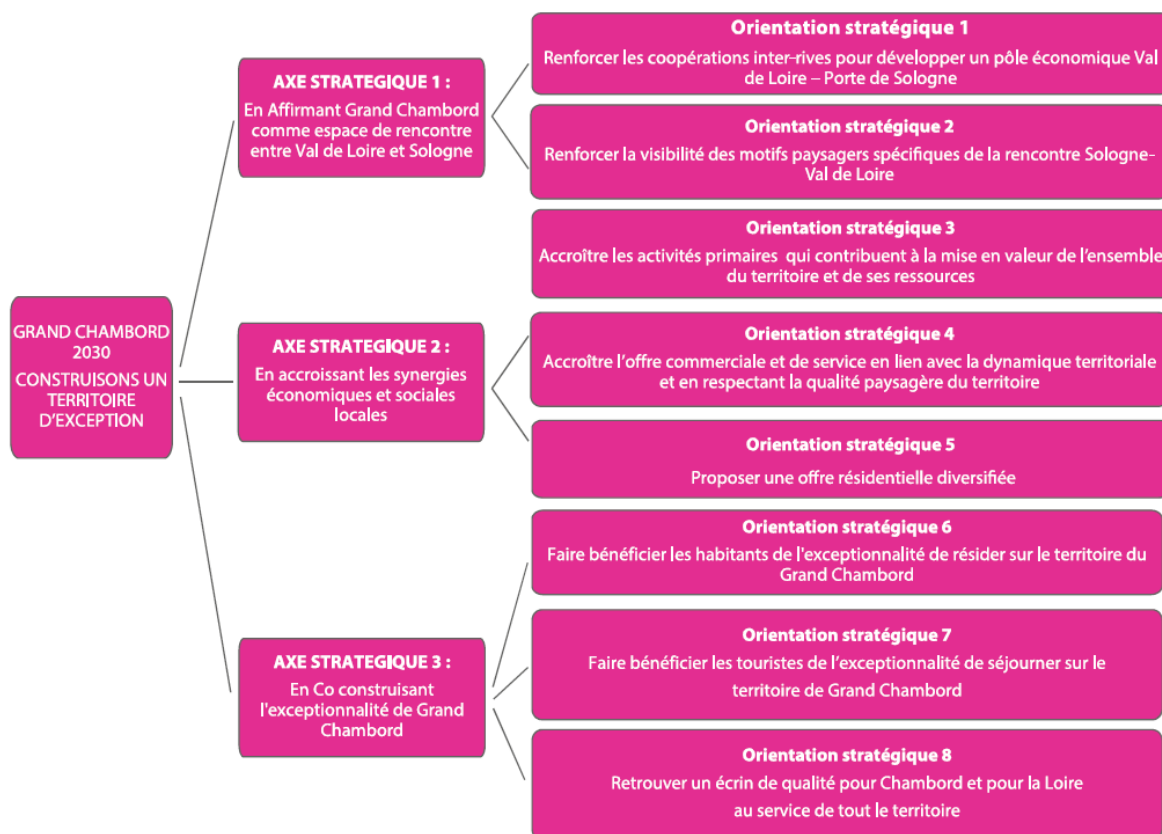 GRAND CHAMBORD
2030
CONSTRUISONS UN
TERRITOIRE
D'EXCEPTION
AXE STRATEGIQUE 1 :
En Affirmant Grand Chambord
comme espace de rencontre
entre Val de Loire et Sologne
Orientation stratégique 1
Renforcer les coopérations inter-rives pour développer un pôle économique Val
de Loire – Porte de Sologne
Orientation stratégique 2
Renforcer la visibilité des motifs paysagers spécifiques de la rencontre Sologne-
Val de Loire
Orientation stratégique 3
Accroître les activités primaires qui contribuent à la mise en valeur de l'ensemble
du territoire et de ses ressources
AXE STRATEGIQUE 2 :
En accroissant les synergies
économiques et sociales
locales
Orientation stratégique 4
Accroître l'offre commerciale et de service en lien avec la dynamique territoriale
et en respectant la qualité paysagère du territoire
Orientation stratégique 5
Proposer une offre résidentielle diversifiée
AXE STRATEGIQUE 3 :
En Co construisant
l'exceptionnalité de Grand
Chambord
Orientation stratégique 6
Faire bénéficier les habitants de l'exceptionnalité de résider sur le territoire du
Grand Chambord
Orientation stratégique 7
Faire bénéficier les touristes de l'exceptionnalité de séjourner sur le
territoire de Grand Chambord
Orientation stratégique 8
Retrouver un écrin de qualité pour Chambord et pour la Loire
au service de tout le territoire